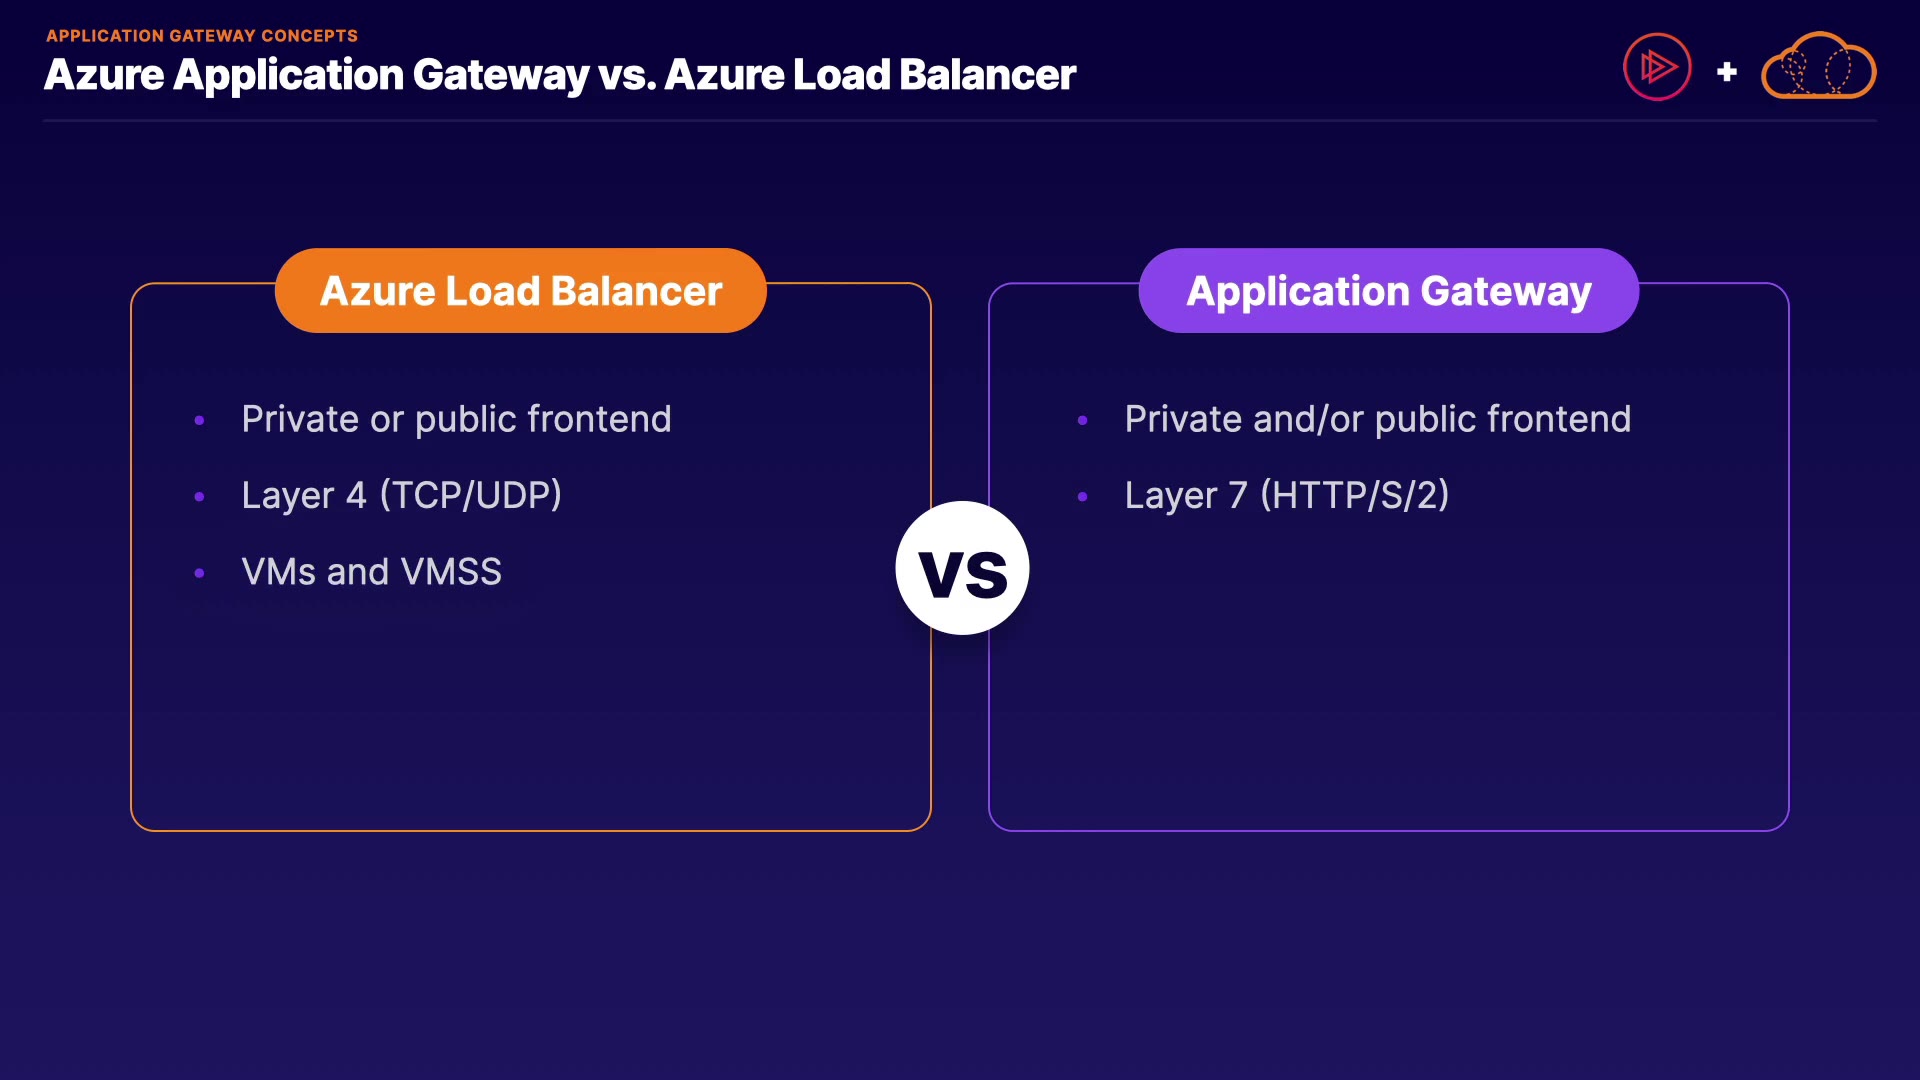 APPLICATION GATEWAY CONCEPTS
Azure Application Gateway vs. Azure Load Balancer
+
Azure Load Balancer
• Private or public frontend
• Layer 4 (TCP/UDP)
• VMs and VMSS
vs
Application Gateway
• Private and/or public frontend
• Layer 7 (HTTP/S/2)